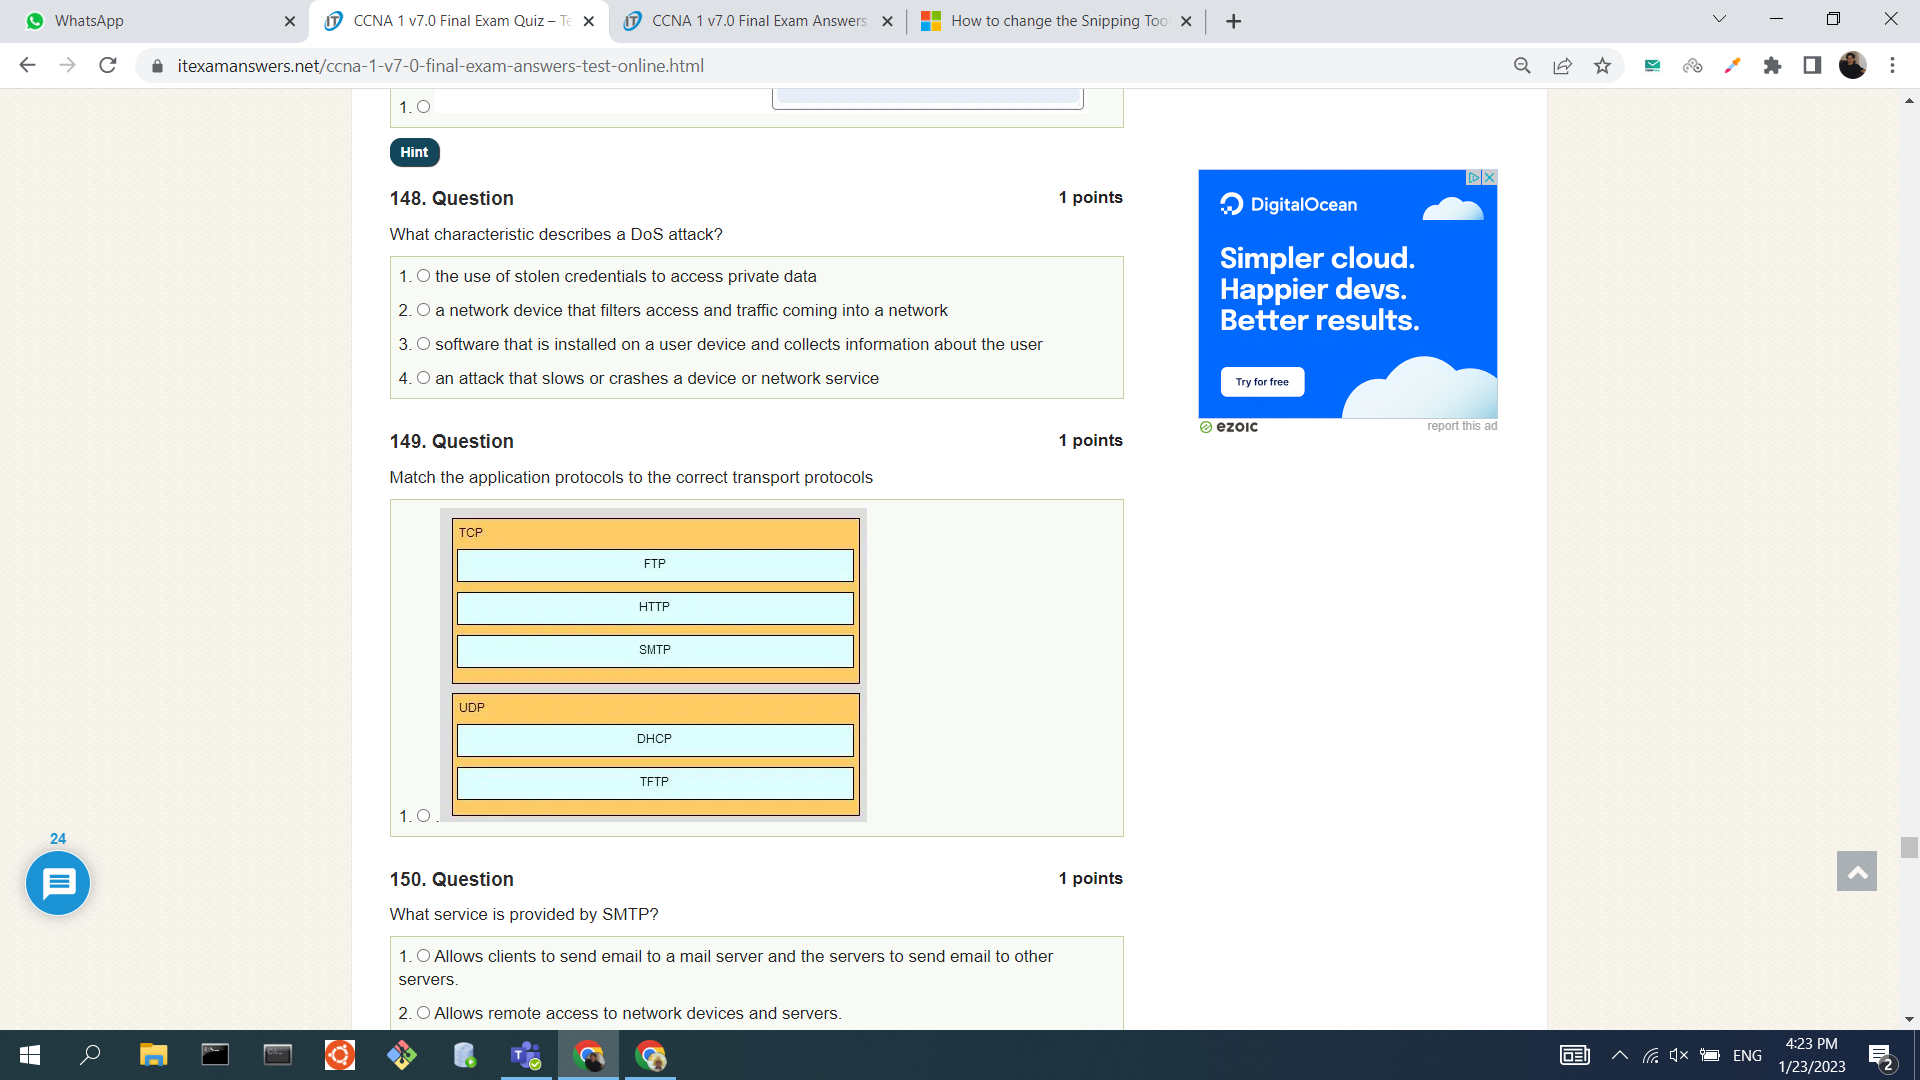 WhatsApp
CCNA 1 v7.0 Final Exam Quiz – Te
CCNA 1 v7.0 Final Exam Answers
How to change the Snipping Too
itexamanswers.net/ccna-1-v7-0-final-exam-answers-test-online.html
1.
Hint
148. Question
1 points
What characteristic describes a DoS attack?
1. the use of stolen credentials to access private data
2. a network device that filters access and traffic coming into a network
3. software that is installed on a user device and collects information about the user
4. an attack that slows or crashes a device or network service
DigitalOcean
Simpler cloud.
Happier devs.
Better results.
Try for free
ezoic
report this ad
149. Question
1 points
Match the application protocols to the correct transport protocols
TCP
FTP
HTTP
SMTP
UDP
DHCP
TFTP
1. .
24
150. Question
1 points
What service is provided by SMTP?
1. Allows clients to send email to a mail server and the servers to send email to other
servers.
2. Allows remote access to network devices and servers.
ENG
4:23 PM
1/23/2023
2